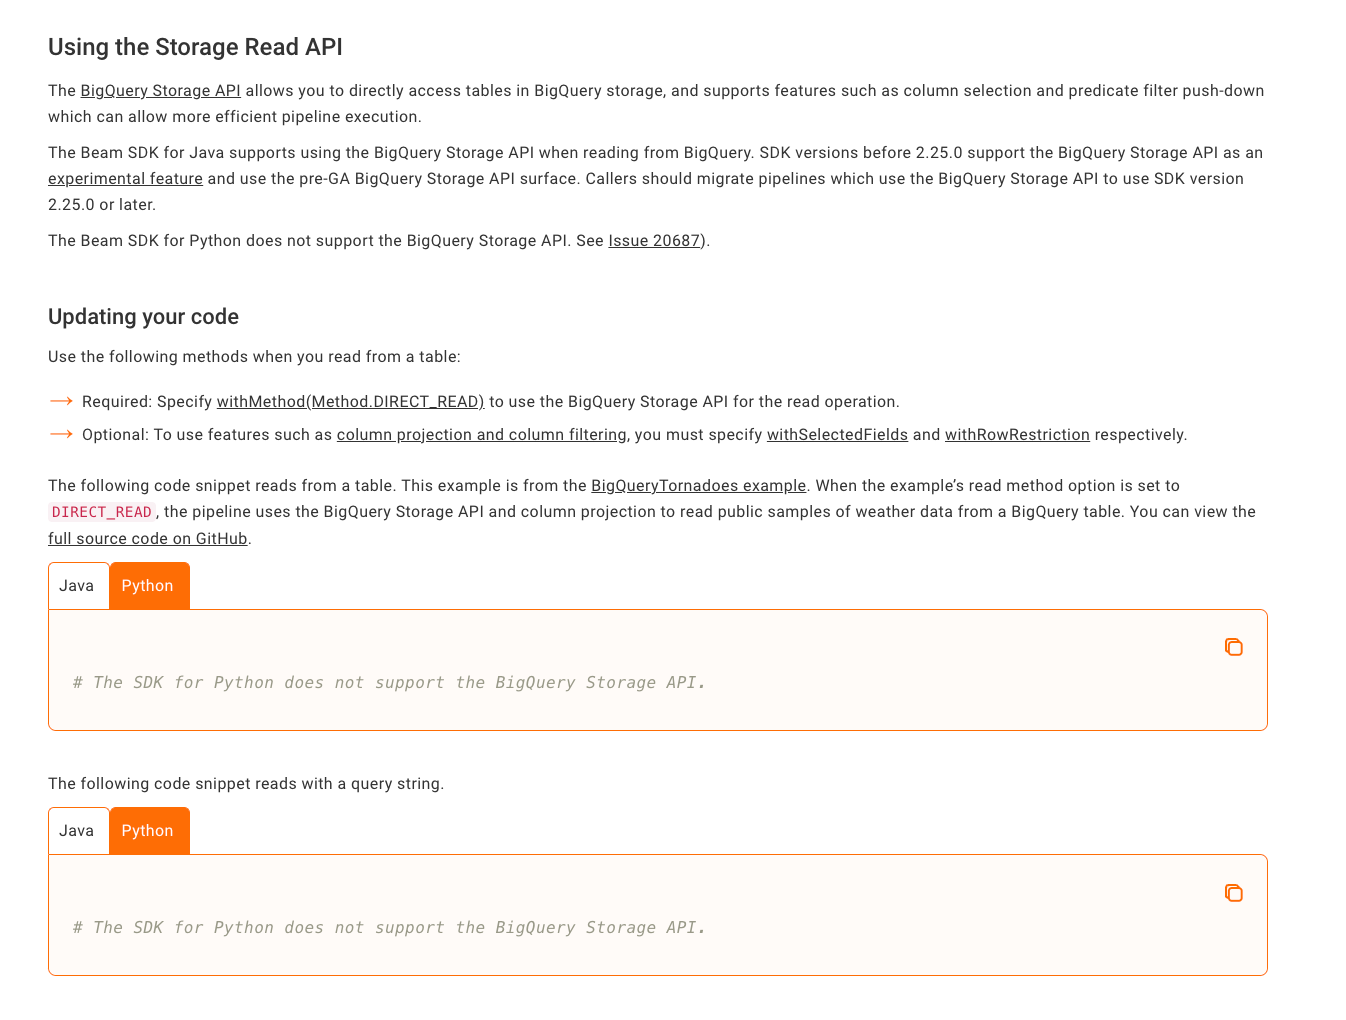 Using the Storage Read API
The BigQuery Storage API allows you to directly access tables in BigQuery storage, and supports features such as column selection and predicate filter push-down
which can allow more efficient pipeline execution.
The Beam SDK for Java supports using the BigQuery Storage API when reading from BigQuery. SDK versions before 2.25.0 support the BigQuery Storage API as an
experimental feature and use the pre-GA BigQuery Storage API surface. Callers should migrate pipelines which use the BigQuery Storage API to use SDK version
2.25.0 or later.
The Beam SDK for Python does not support the BigQuery Storage API. See Issue 20687).
Updating your code
Use the following methods when you read from a table:
Required: Specify withMethod(Method.DIRECT_READ) to use the BigQuery Storage API for the read operation.
Optional: To use features such as column projection and column filtering, you must specify withSelectedFields and withRowRestriction respectively.
The following code snippet reads from a table. This example is from the BigQueryTornadoes example. When the example’s read method option is set to
DIRECT_READ, the pipeline uses the BigQuery Storage API and column projection to read public samples of weather data from a BigQuery table. You can view the
full source code on GitHub.
Java Python
# The SDK for Python does not support the BigQuery Storage API.
The following code snippet reads with a query string.
Java Python
# The SDK for Python does not support the BigQuery Storage API.